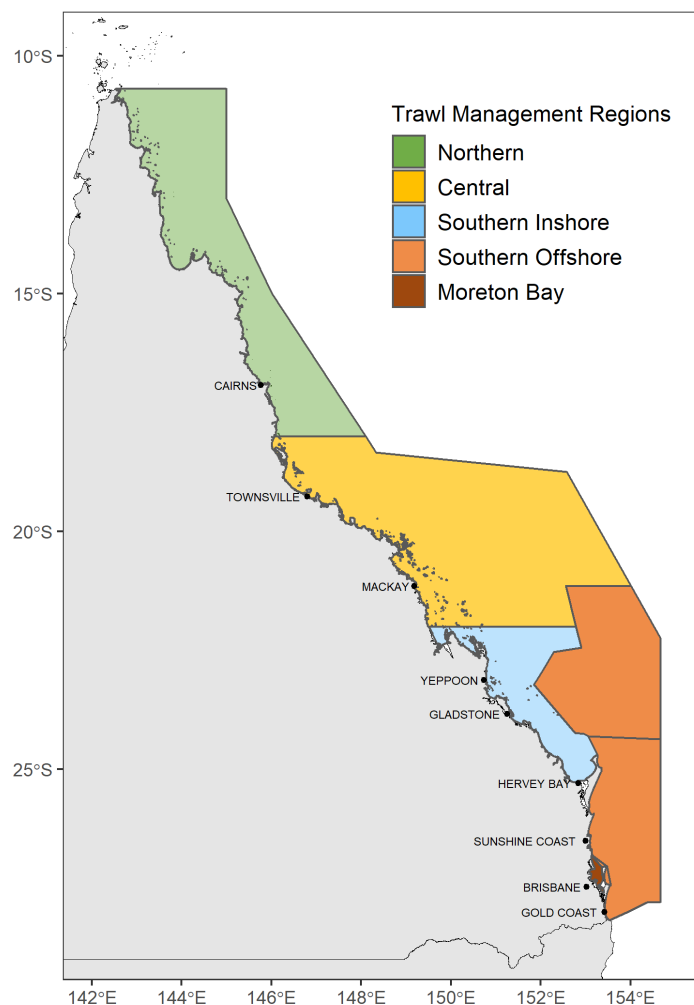 10°S
Trawl Management Regions
Northern
Central
Southern Inshore
Southern Offshore
Moreton Bay
15°S
CAIRNS
TOWNSVILLE
20°S
MACKAY
YEPPOON
GLADSTONE
25°S
HERVEY BAY
SUNSHINE COAST
BRISBANE
GOLD COAST
142°E 144°E 146°E 148°E 150°E 152°E 154°E